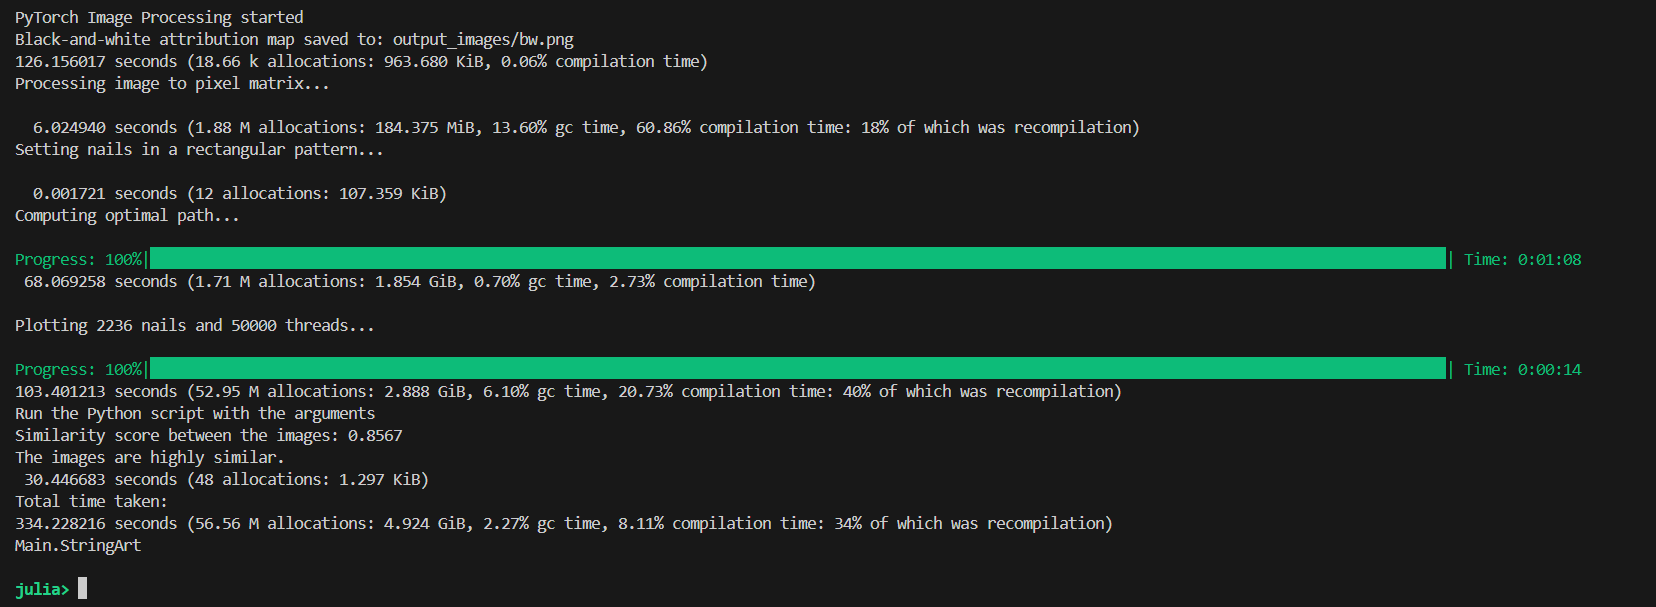 PyTorch Image Processing started
Black-and-white attribution map saved to: output_images/bw.png
126.156017 seconds (18.66 k allocations: 963.680 KiB, 0.06% compilation time)
Processing image to pixel matrix...
6.024940 seconds (1.88 M allocations: 184.375 MiB, 13.60% gc time, 60.86% compilation time: 18% of which was recompilation)
Setting nails in a rectangular pattern...
0.001721 seconds (12 allocations: 107.359 KiB)
Computing optimal path...
Progress: 100%| | Time: 0:01:08
68.069258 seconds (1.71 M allocations: 1.854 GiB, 0.70% gc time, 2.73% compilation time)
Plotting 2236 nails and 50000 threads...
Progress: 100%| | Time: 0:00:14
103.401213 seconds (52.95 M allocations: 2.888 GiB, 6.10% gc time, 20.73% compilation time: 40% of which was recompilation)
Run the Python script with the arguments
Similarity score between the images: 0.8567
The images are highly similar.
30.446683 seconds (48 allocations: 1.297 KiB)
Total time taken:
334.228216 seconds (56.56 M allocations: 4.924 GiB, 2.27% gc time, 8.11% compilation time: 34% of which was recompilation)
Main.StringArt
julia>